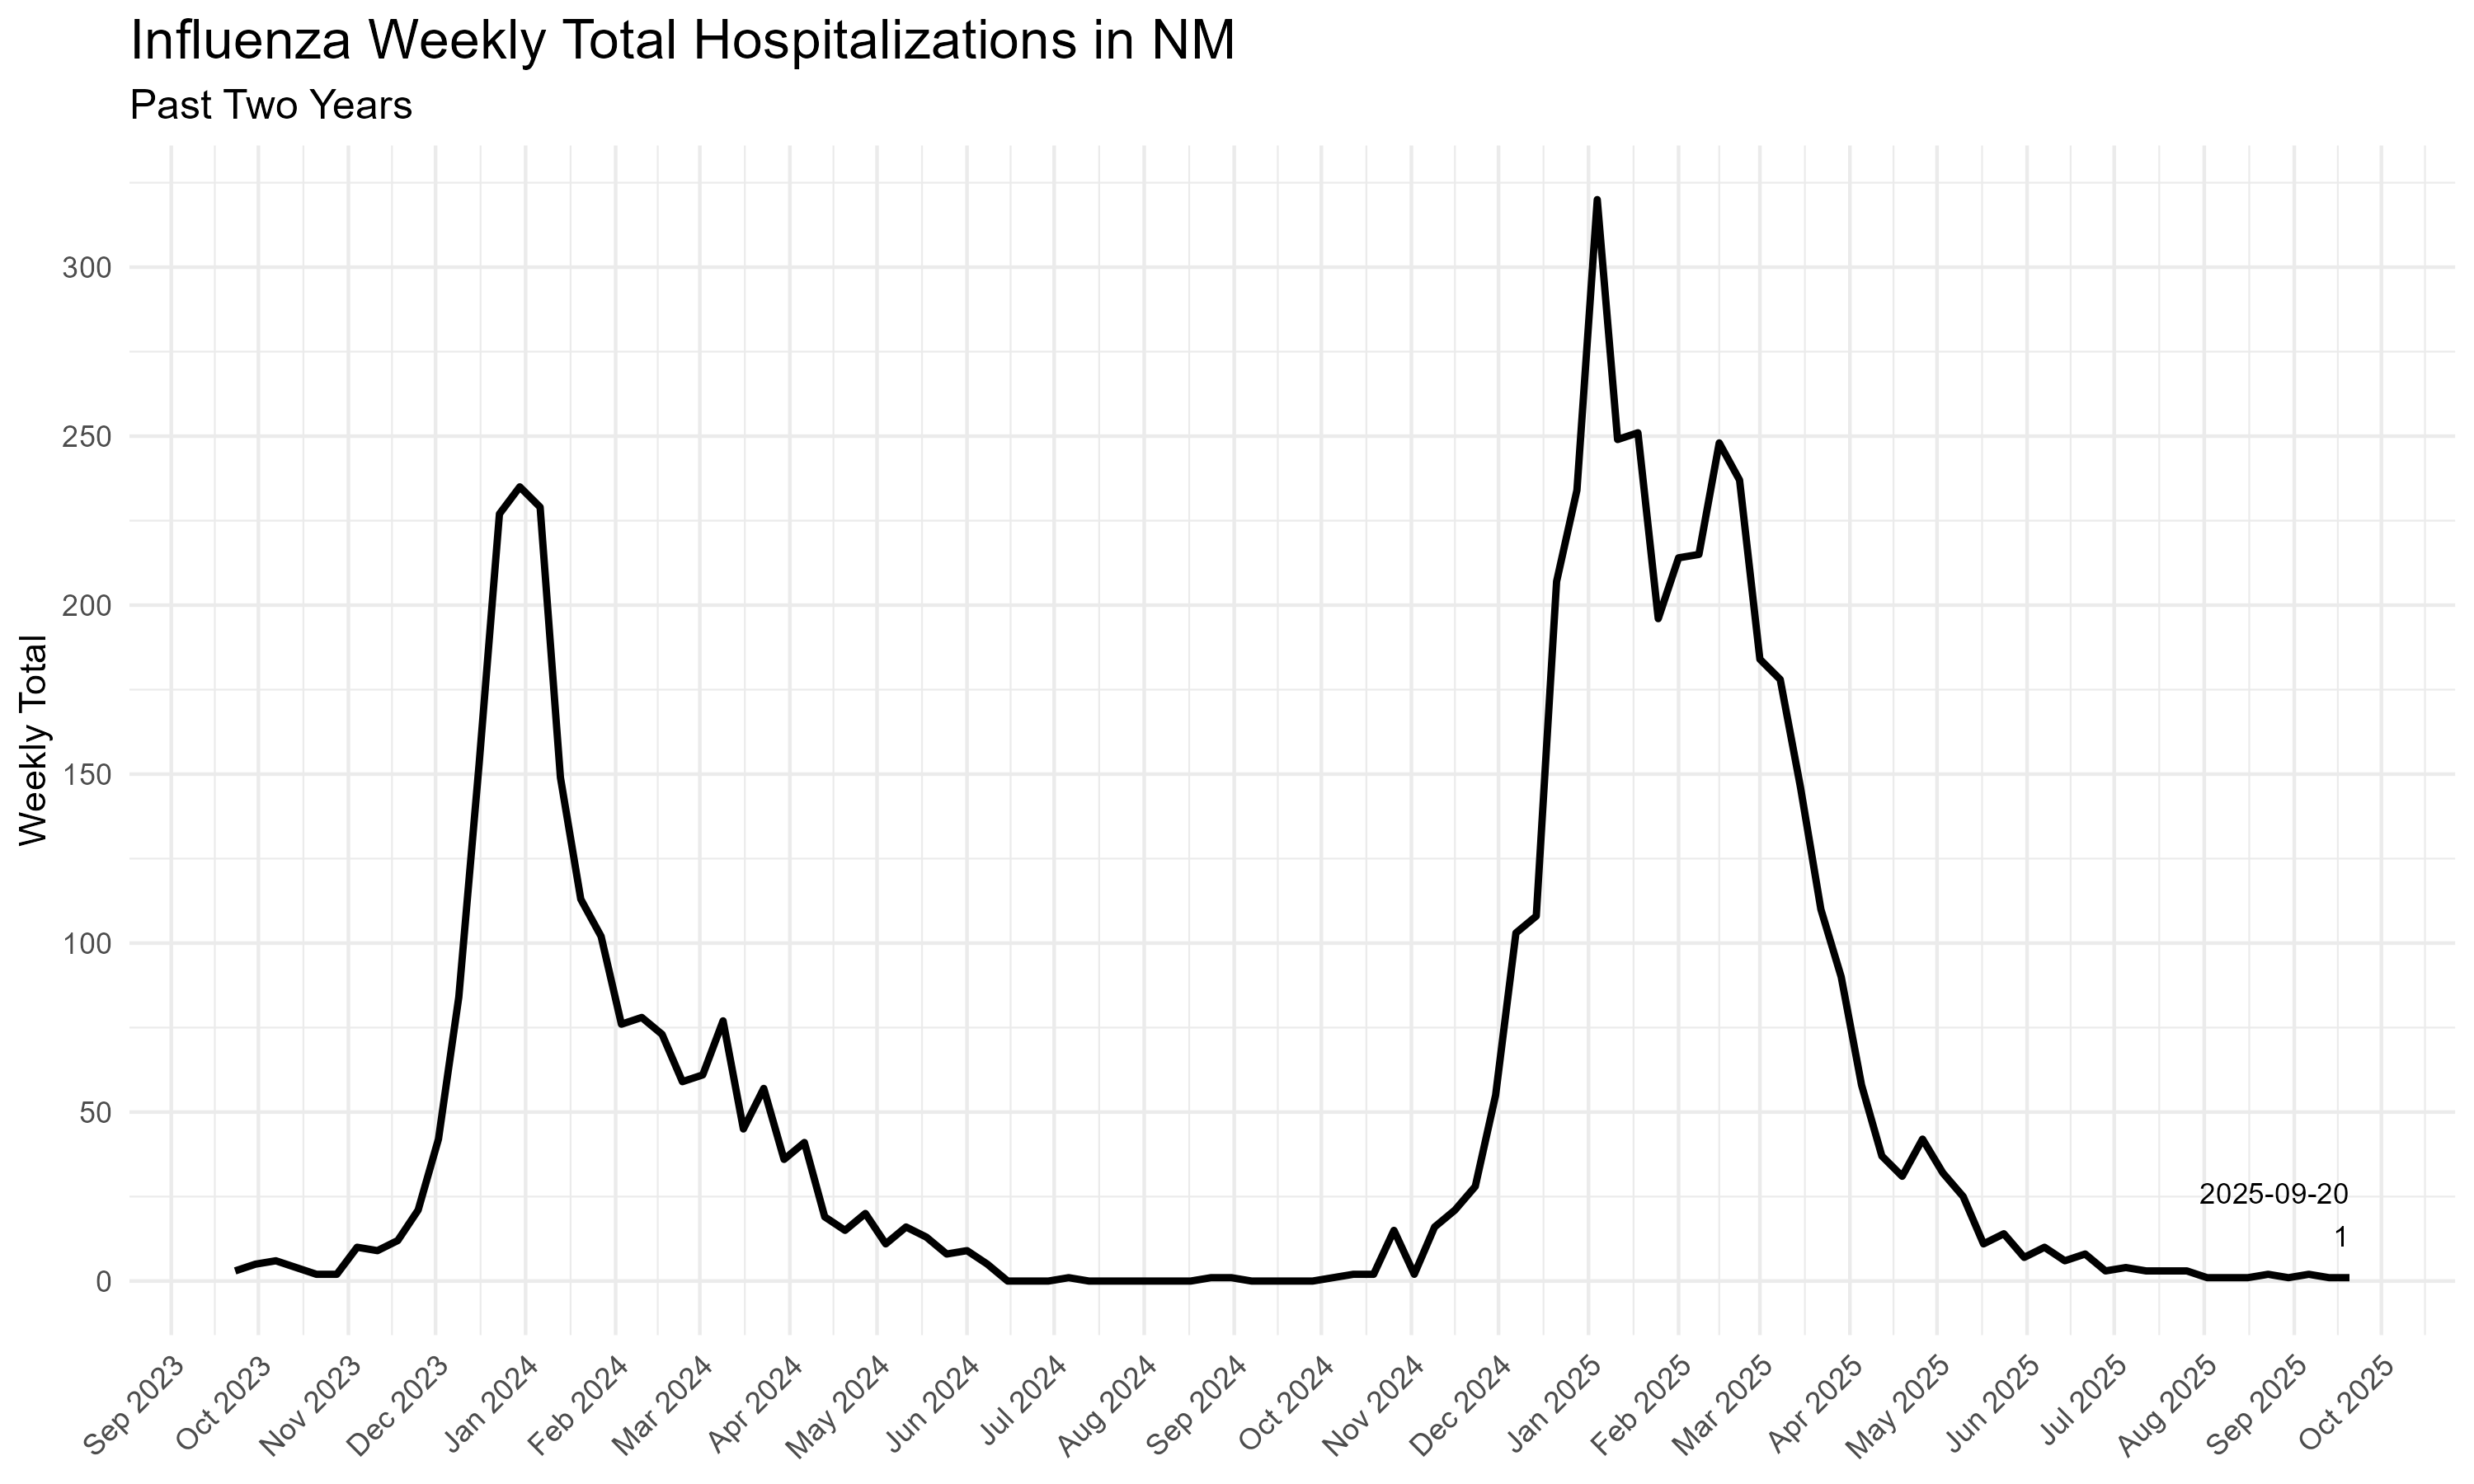 Influenza Weekly Total Hospitalizations in NM
Past Two Years
Weekly Total
300
250
200
150
100
50
0
2025-09-20
1
Sep 2023
Oct 2023
Nov 2023
Dec 2023
Jan 2024
Feb 2024
Mar 2024
Apr 2024
May 2024
Jun 2024
Jul 2024
Aug 2024
Sep 2024
Oct 2024
Nov 2024
Dec 2024
Jan 2025
Feb 2025
Mar 2025
Apr 2025
May 2025
Jun 2025
Jul 2025
Aug 2025
Sep 2025
Oct 2025